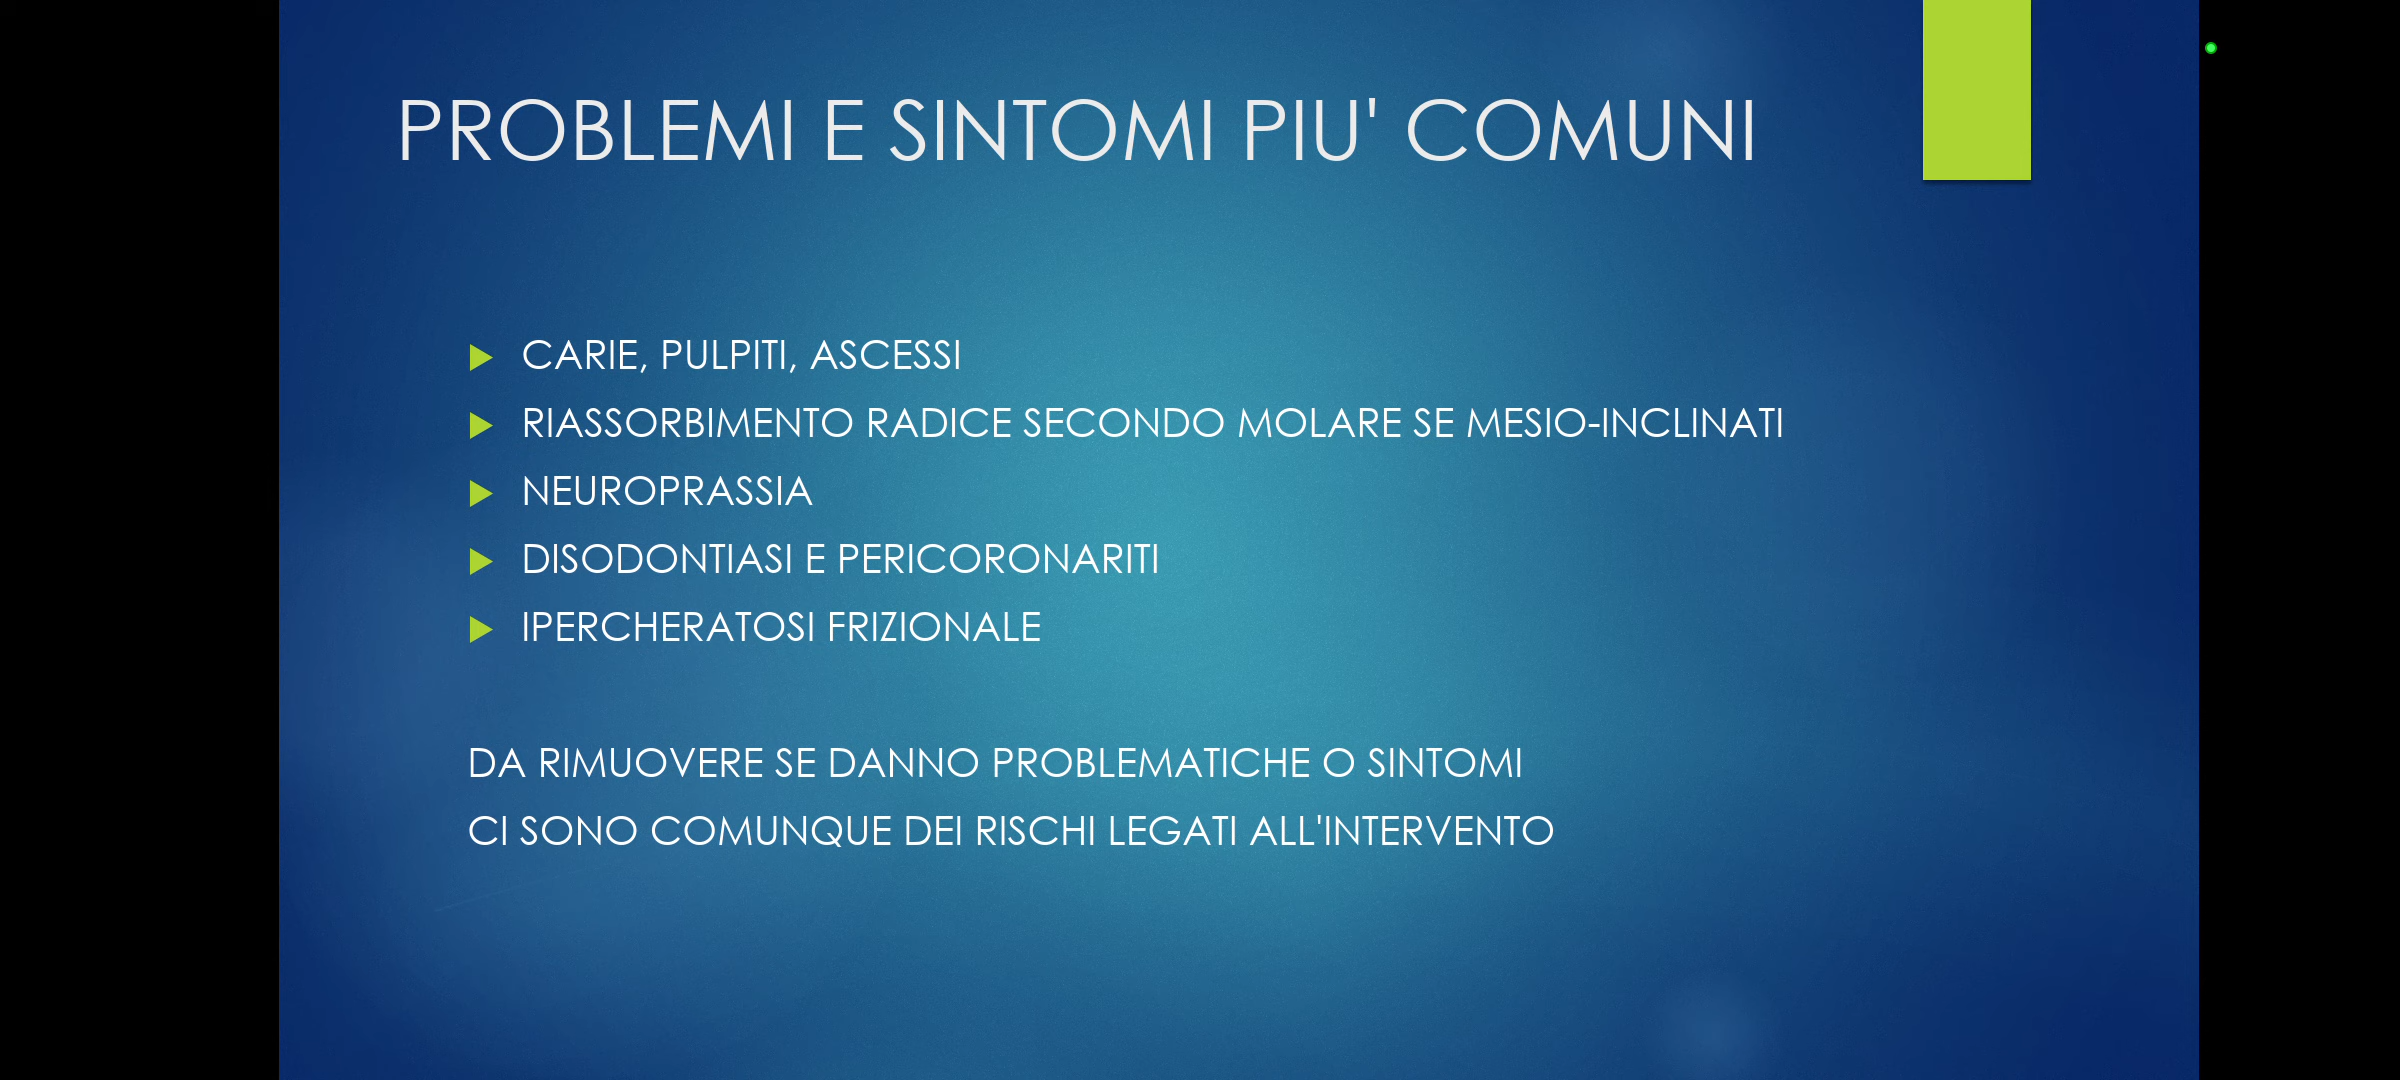 PROBLEMI E SINTOMI PIU' COMUNI
CARIE, PULPITI, ASCESSI
RIASSORBIMENTO RADICE SECONDO MOLARE SE MESIO-INCLINATI
NEUROPRASSIA
DISODONTIASI E PERICORONARITI
IPERCHERATOSI FRIZIONALE
DA RIMUOVERE SE DANNO PROBLEMATICHE O SINTOMI
CI SONO COMUNQUE DEI RISCHI LEGATI ALL'INTERVENTO